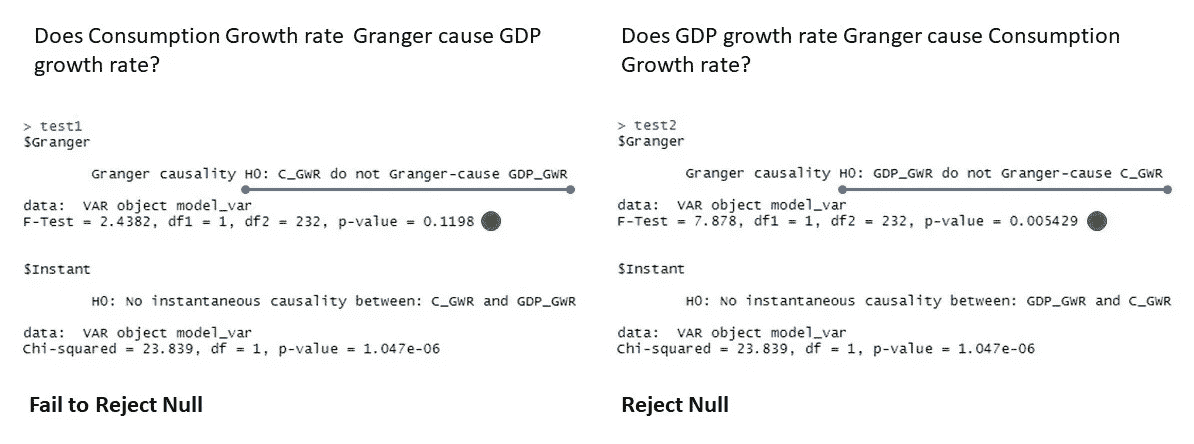 Does Consumption Growth rate Granger cause GDP
growth rate?
> test1
$Granger
Granger causality H0: C_GWR do not Granger-cause GDP_GWR
data: VAR object model_var
F-Test = 2.4382, df1 = 1, df2 = 232, p-value = 0.1198
$Instant
H0: No instantaneous causality between: C_GWR and GDP_GWR
data: VAR object model_var
Chi-squared = 23.839, df = 1, p-value = 1.047e-06
Fail to Reject Null
Does GDP growth rate Granger cause Consumption
Growth rate?
> test2
$Granger
Granger causality H0: GDP_GWR do not Granger-cause C_GWR
data: VAR object model_var
F-Test = 7.878, df1 = 1, df2 = 232, p-value = 0.005429
$Instant
H0: No instantaneous causality between: GDP_GWR and C_GWR
data: VAR object model_var
Chi-squared = 23.839, df = 1, p-value = 1.047e-06
Reject Null